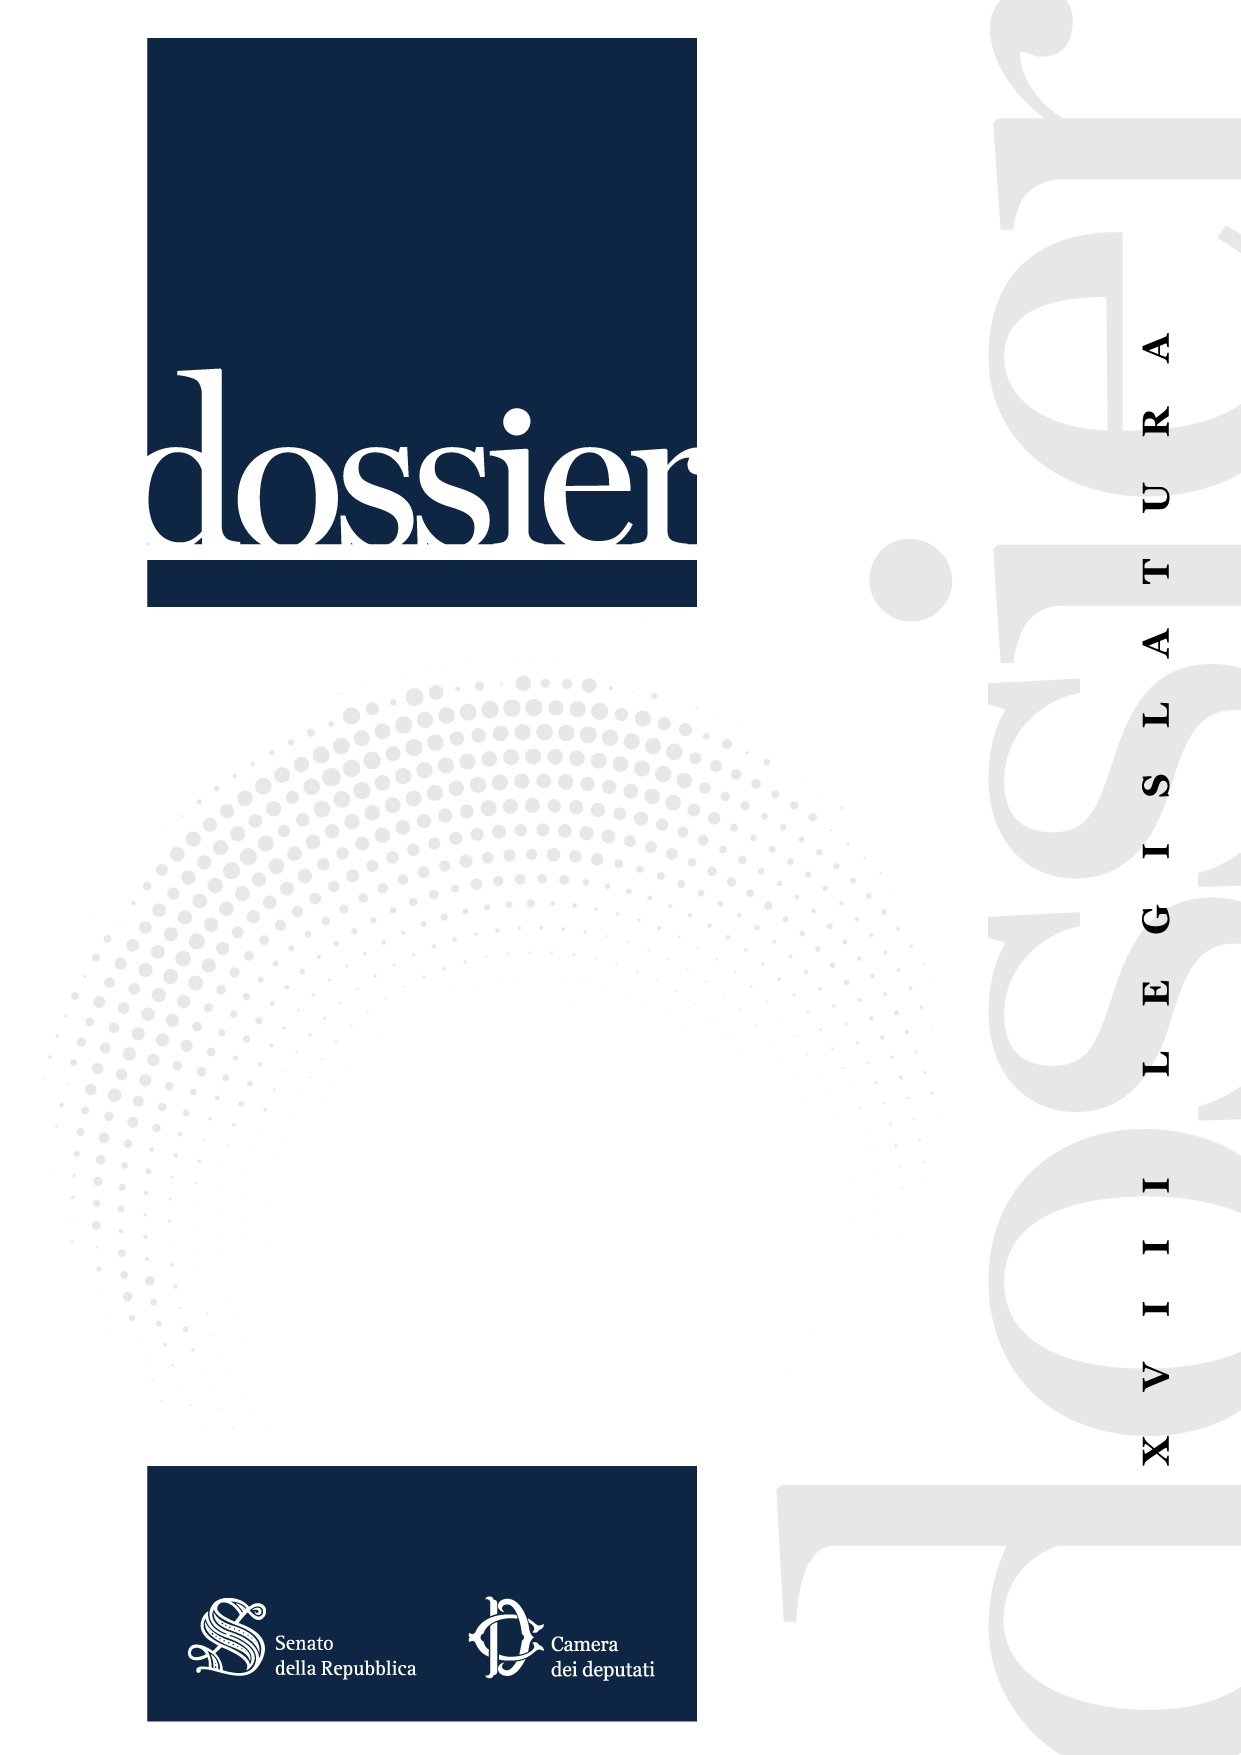 dossier
Senato
della Repubblica
Camera
dei deputati
XVIII LEGISLATURA
dossier